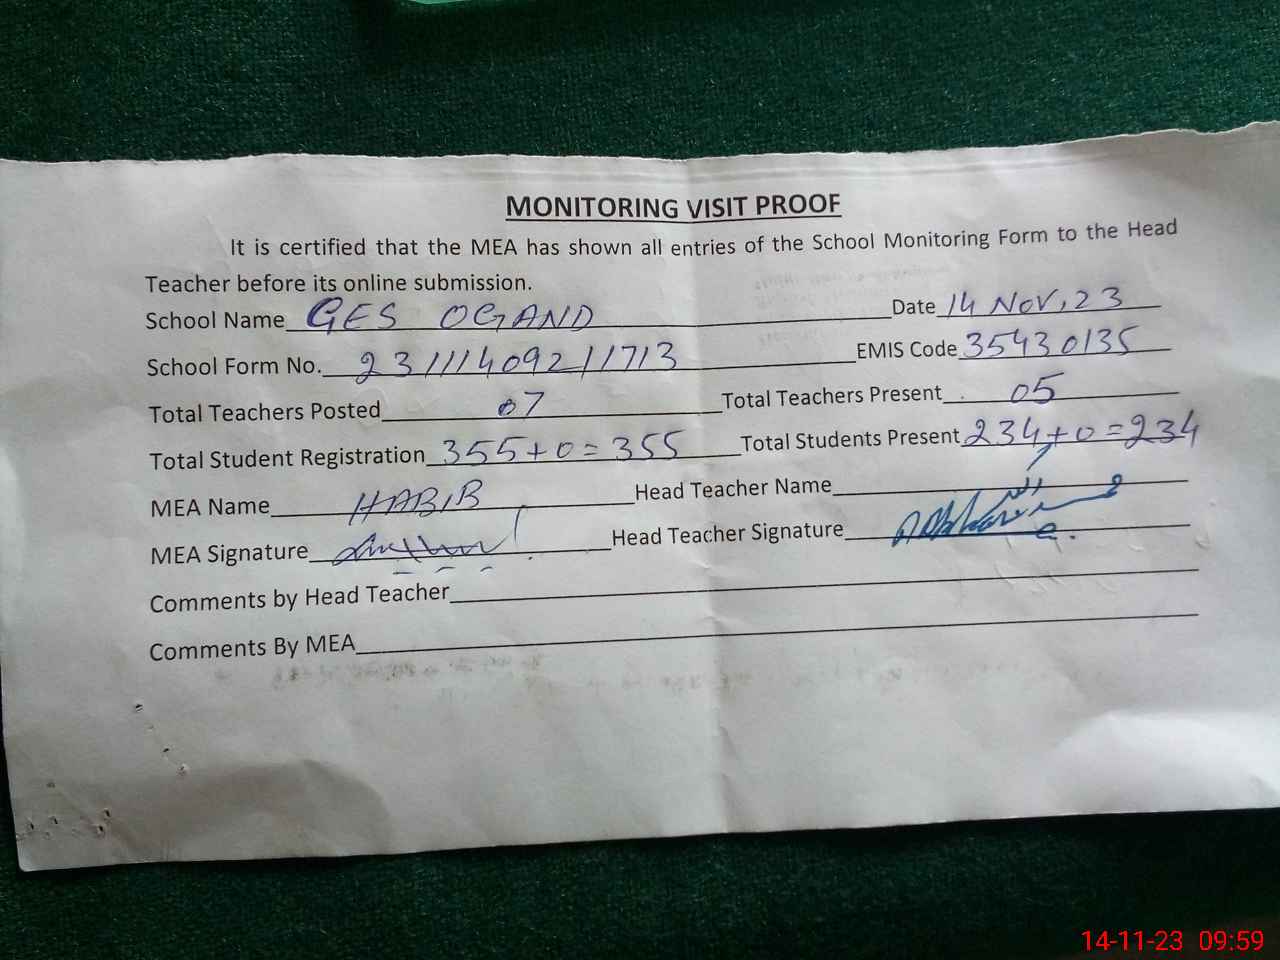 MONITORING VISIT PROOF
It is certified that the MEA has shown all entries of the School Monitoring Form to the Head
Teacher before its online submission.
School Name GES OGAND Date 14 Nov, 23
School Form No. 23111409211713 EMIS Code 35430135
Total Teachers Posted 07 Total Teachers Present 05
Total Student Registration 355+0=355 Total Students Present 234+0=234
MEA Name HABIB Head Teacher Name
MEA Signature Head Teacher Signature
Comments by Head Teacher
Comments By MEA
14-11-23 09:59